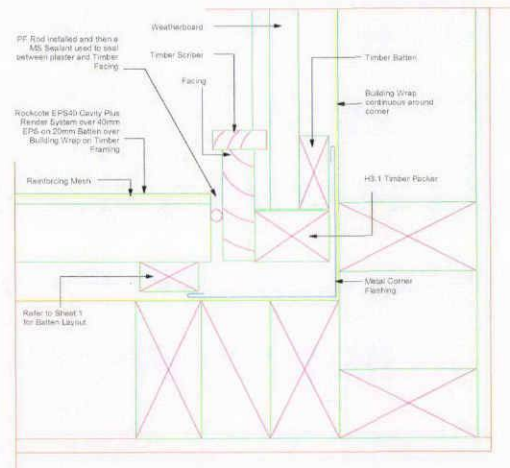 Weatherboard
PF Rod installed and then a
MS Sealant used to seal
between plaster and Timber
Facing
Timber Scriber
Timber Batten
Facing
Building Wrap
continuous around
corner
Rockcote EPS40 Cavity Plus
Render System over 40mm
EPS on 20mm Batten over
Building Wrap on Timber
Framing
Reinforcing Mesh
H3.1 Timber Packer
Metal Corner
Flashing
Refer to Sheet 1
for Batten Layout